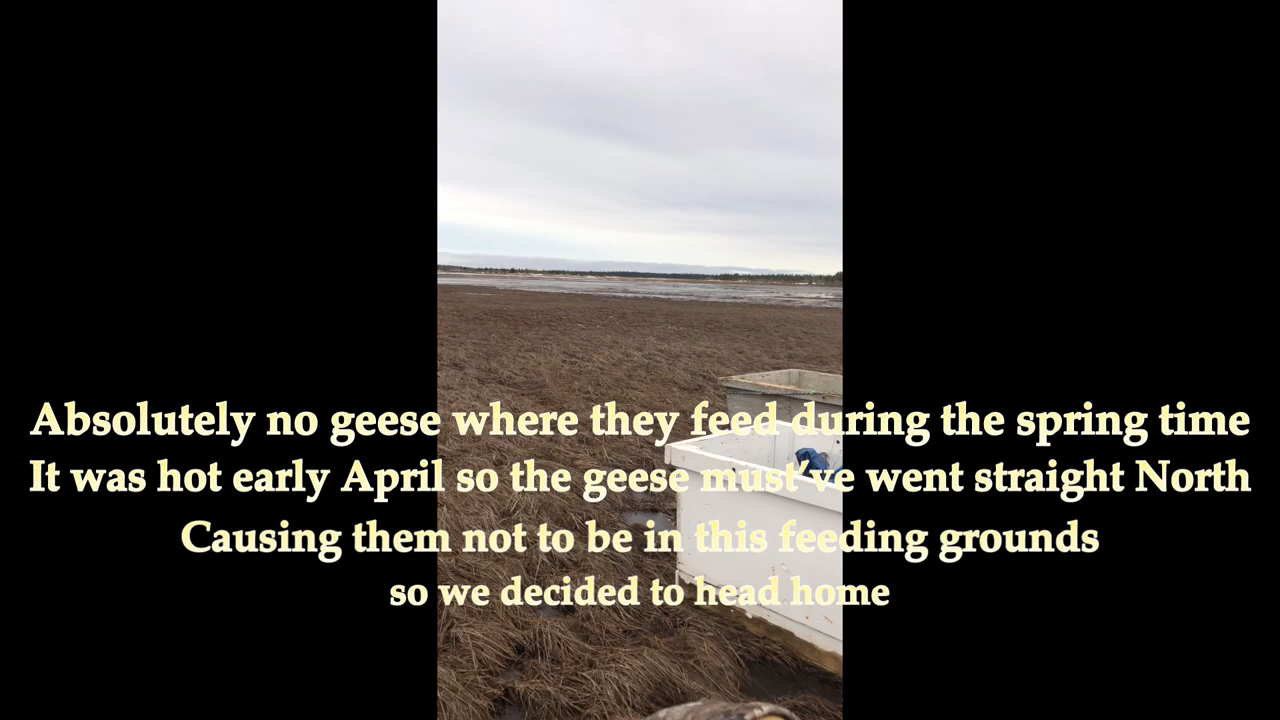 Absolutely no geese where they feed during the spring time
It was hot early April so the geese must’ve went straight North
Causing them not to be in this feeding grounds
so we decided to head home